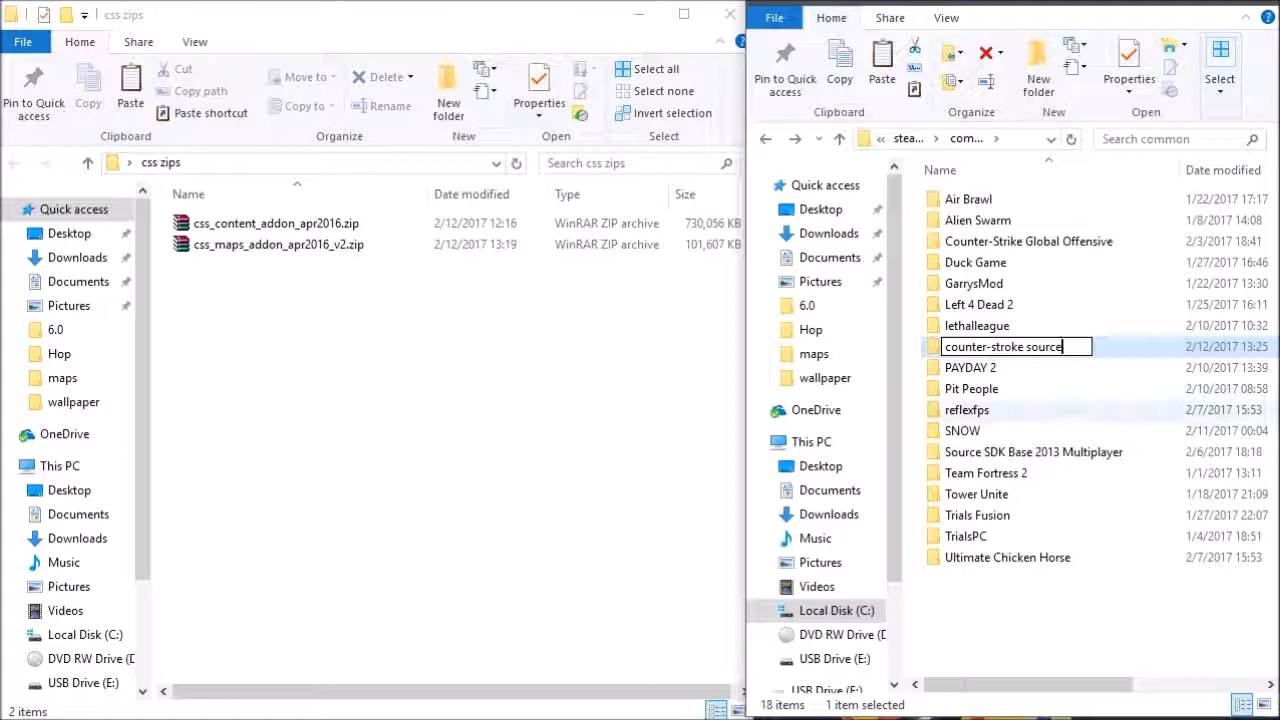 css zips
File Home Share View
Pin to Quick access
Copy
Paste
Cut
Copy path
Paste shortcut
Clipboard
Move to
Copy to
Delete
Rename
Organize
New folder
New
Properties
Open
Select all
Select none
Invert selection
Select
css zips
Search css zips
Name Date modified Type Size
css_content_addon_apr2016.zip 2/12/2017 12:16 WinRAR ZIP archive 730,056 KB
css_maps_addon_apr2016_v2.zip 2/12/2017 13:19 WinRAR ZIP archive 101,607 KB
Quick access
Desktop
Downloads
Documents
Pictures
6.0
Hop
maps
wallpaper
OneDrive
This PC
Desktop
Documents
Downloads
Music
Pictures
Videos
Local Disk (C:)
DVD RW Drive (D
USB Drive (E:)
2 items
File Home Share View
Pin to Quick access
Copy
Paste
Clipboard
Organize
New folder
New
Properties
Open
Select
« stea... com...
Search common
Name Date modified
Air Brawl 1/22/2017 17:17
Alien Swarm 1/8/2017 14:08
Counter-Strike Global Offensive 2/3/2017 18:41
Duck Game 1/27/2017 16:46
GarrysMod 1/22/2017 13:30
Left 4 Dead 2 1/25/2017 16:11
lethalleague 2/10/2017 10:32
counter-stroke source 2/12/2017 13:25
PAYDAY 2 2/10/2017 13:39
Pit People 2/10/2017 08:58
reflexfps 2/7/2017 15:53
SNOW 2/11/2017 00:04
Source SDK Base 2013 Multiplayer 2/6/2017 18:18
Team Fortress 2 1/1/2017 13:11
Tower Unite 1/18/2017 21:09
Trials Fusion 1/27/2017 22:07
TrialsPC 1/4/2017 18:51
Ultimate Chicken Horse 2/7/2017 15:53
Quick access
Desktop
Downloads
Documents
Pictures
6.0
Hop
maps
wallpaper
OneDrive
This PC
Desktop
Documents
Downloads
Music
Pictures
Videos
Local Disk (C:)
DVD RW Drive (D
USB Drive (E:)
USB Drive (E:)
18 items 1 item selected